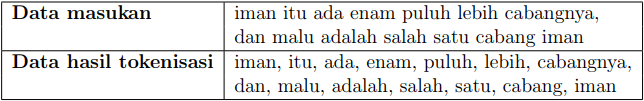 Data masukan iman itu ada enam puluh lebih cabangnya,
dan malu adalah salah satu cabang iman
Data hasil tokenisasi iman, itu, ada, enam, puluh, lebih, cabangnya,
dan, malu, adalah, salah, satu, cabang, iman